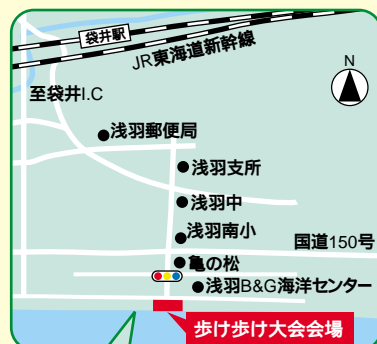 袋井駅
JR東海道新幹線
N
至袋井I.C
浅羽郵便局
浅羽支所
浅羽中
浅羽南小
国道150号
亀の松
浅羽B&G海洋センター
歩け歩け大会会場